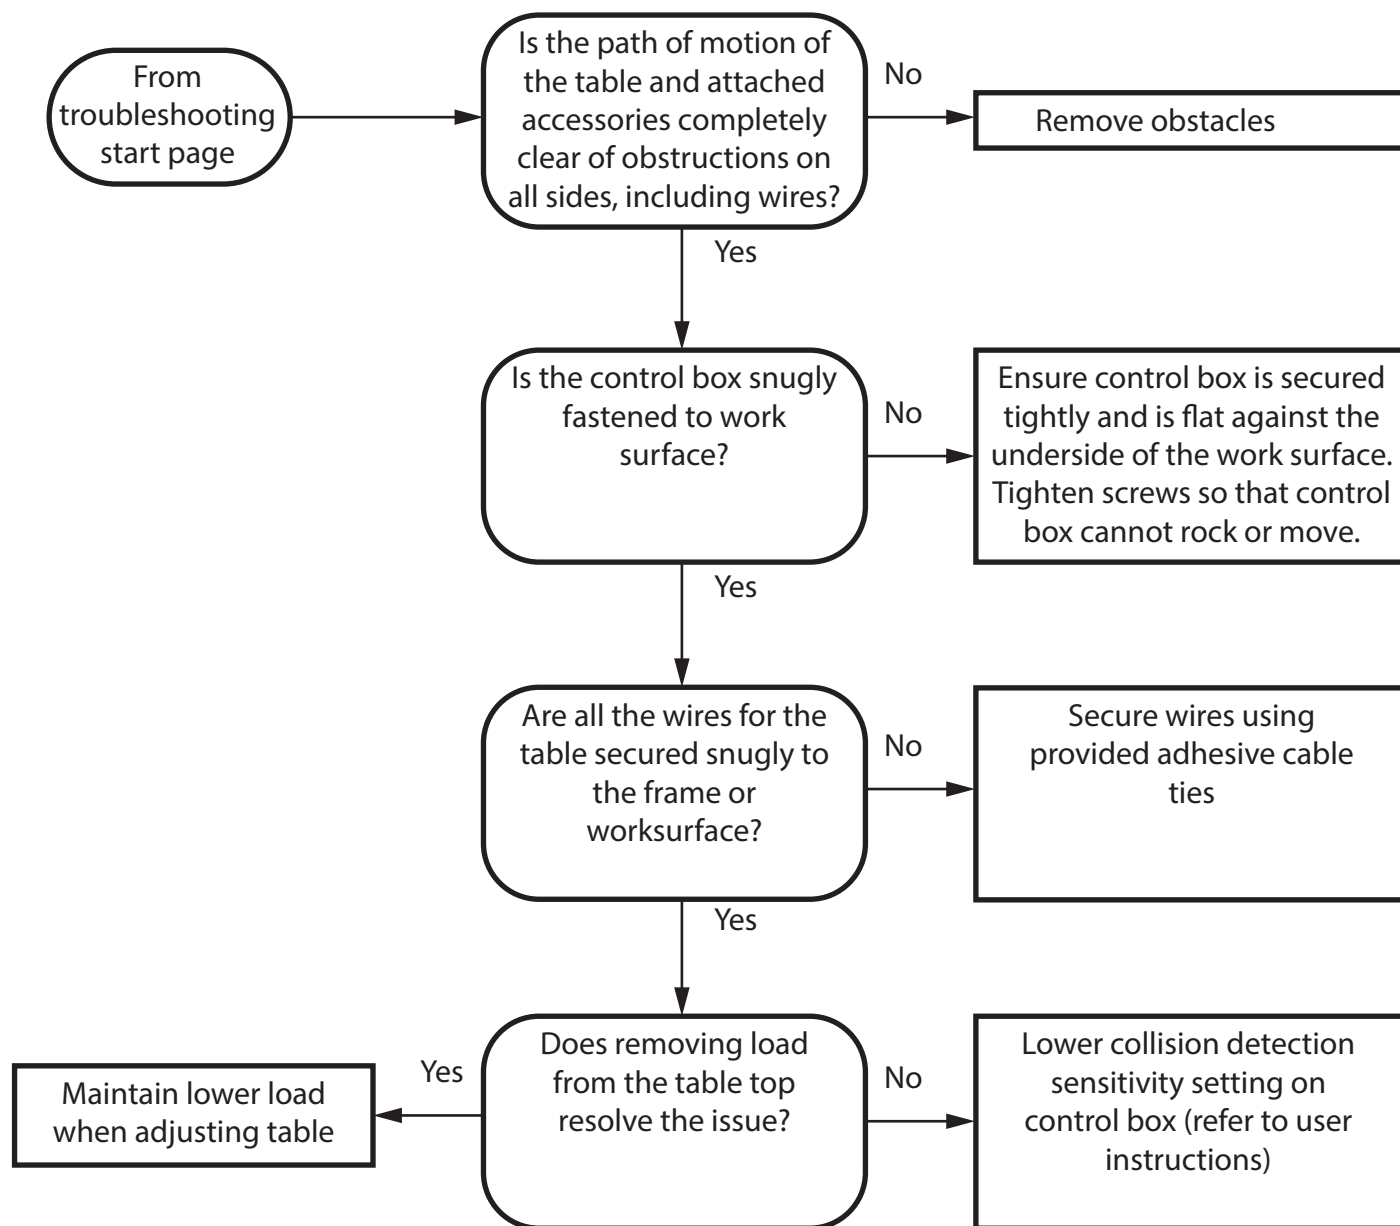 From
troubleshooting
start page
Is the path of motion of
the table and attached
accessories completely
clear of obstructions on
all sides, including wires?
No
Remove obstacles
Yes
Is the control box snugly
fastened to work
surface?
No
Ensure control box is secured
tightly and is flat against the
underside of the work surface.
Tighten screws so that control
box cannot rock or move.
Yes
Are all the wires for the
table secured snugly to
the frame or
worksurface?
No
Secure wires using
provided adhesive cable
ties
Yes
Does removing load
from the table top
resolve the issue?
Yes
Maintain lower load
when adjusting table
No
Lower collision detection
sensitivity setting on
control box (refer to user
instructions)